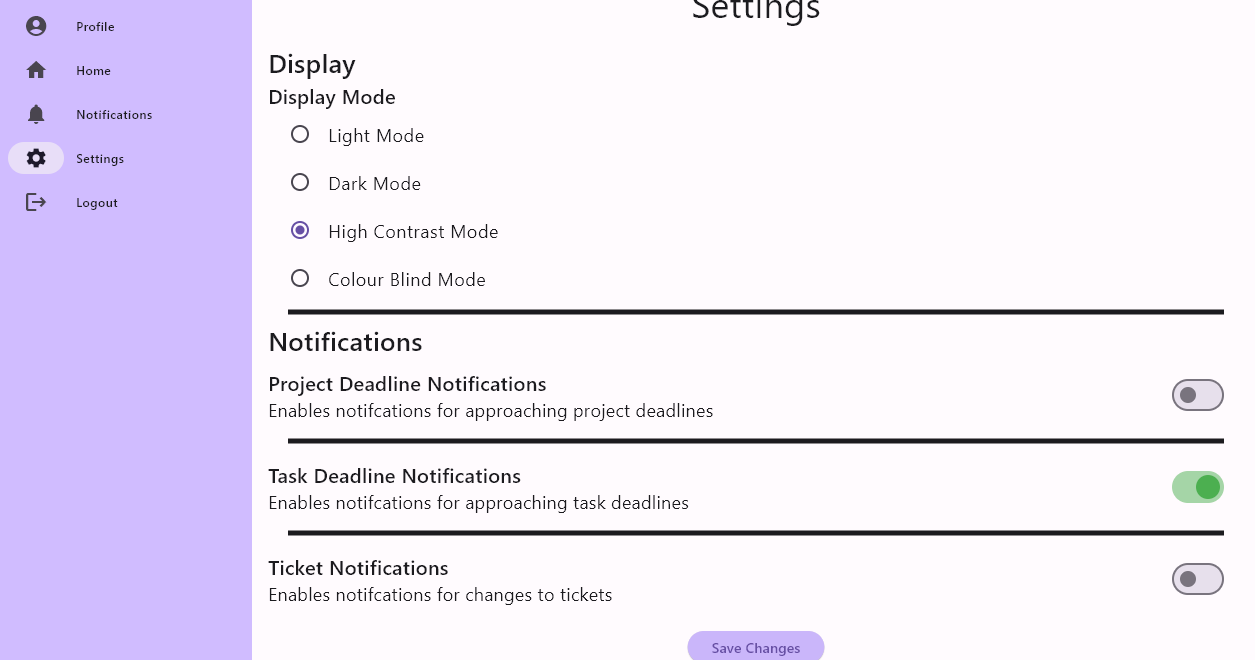 Profile
Home
Notifications
Settings
Logout
Settings
Display
Display Mode
Light Mode
Dark Mode
High Contrast Mode
Colour Blind Mode
Notifications
Project Deadline Notifications
Enables notifcations for approaching project deadlines
Task Deadline Notifications
Enables notifcations for approaching task deadlines
Ticket Notifications
Enables notifcations for changes to tickets
Save Changes